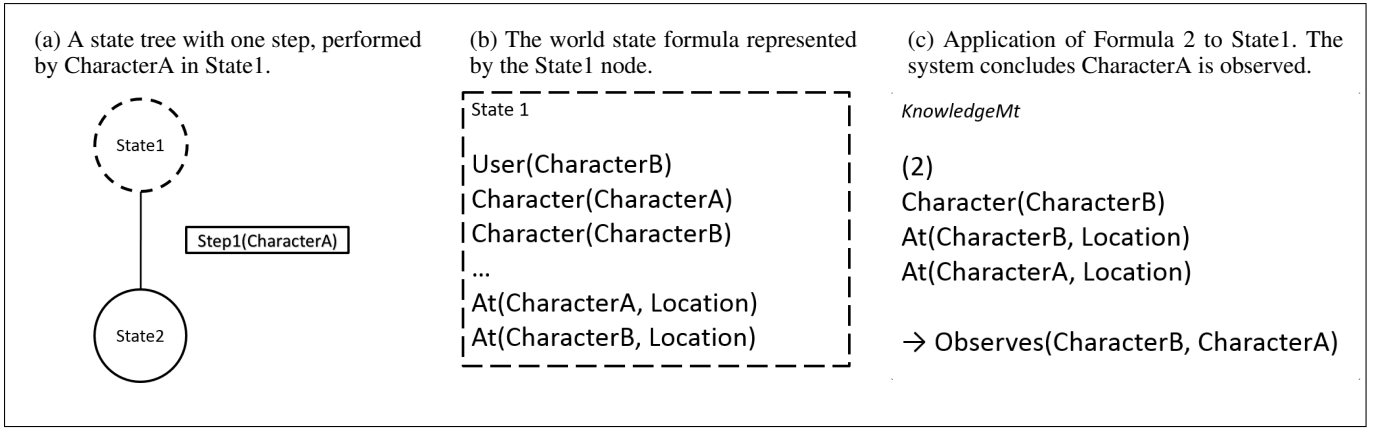 (a) A state tree with one step, performed
by CharacterA in State1.
State1
Step1(CharacterA)
State2
(b) The world state formula represented
by the State1 node.
State 1
User(CharacterB)
Character(CharacterA)
Character(CharacterB)
...
At(CharacterA, Location)
At(CharacterB, Location)
(c) Application of Formula 2 to State1. The
system concludes CharacterA is observed.
KnowledgeMt
(2)
Character(CharacterB)
At(CharacterB, Location)
At(CharacterA, Location)
→ Observes(CharacterB, CharacterA)